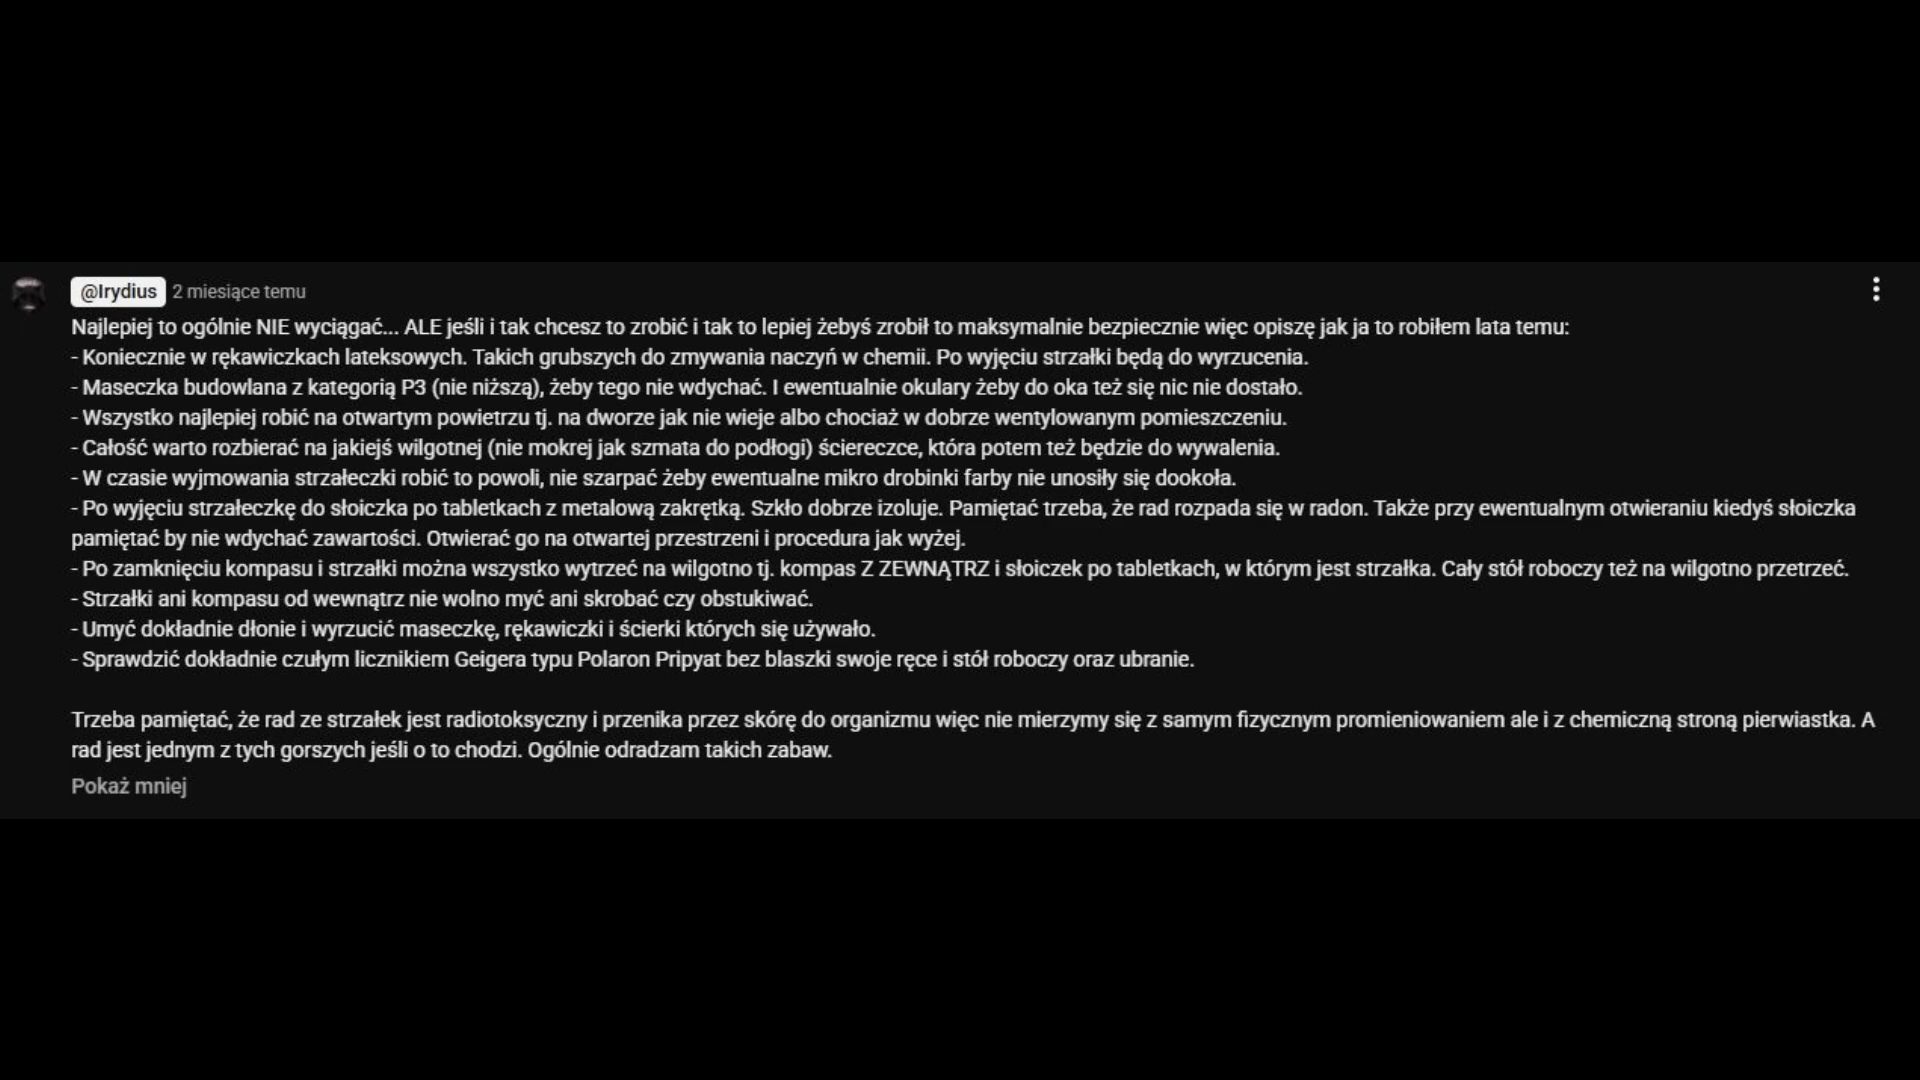 @Irydius 2 miesiące temu
Najlepiej to ogólnie NIE wyciągać... ALE jeśli i tak chcesz to zrobić i tak to lepiej żebyś zrobił to maksymalnie bezpiecznie więc opiszę jak ja to robiłem lata temu:
- Koniecznie w rękawiczkach lateksowych. Takich grubszych do zmywania naczyń w chemii. Po wyjęciu strzałki będą do wyrzucenia.
- Maseczka budowlana z kategorią P3 (nie niższą), żeby tego nie wdychać. I ewentualnie okulary żeby do oka też się nic nie dostało.
- Wszystko najlepiej robić na otwartym powietrzu tj. na dworze jak nie wieje albo chociaż w dobrze wentylowanym pomieszczeniu.
- Całość warto rozbierać na jakiejś wilgotnej (nie mokrej jak szmata do podłogi) ściereczce, która potem też będzie do wywalenia.
- W czasie wyjmowania strzałeczki robić to powoli, nie szarpać żeby ewentualne mikro drobinki farby nie unosiły się dookoła.
- Po wyjęciu strzałeczkę do słoiczka po tabletkach z metalową zakrętką. Szkło dobrze izoluje. Pamiętać trzeba, że rad rozpada się w radon. Także przy ewentualnym otwieraniu kiedyś słoiczka
pamiętać by nie wdychać zawartości. Otwierać go na otwartej przestrzeni i procedura jak wyżej.
- Po zamknięciu kompasu i strzałki można wszystko wytrzeć na wilgotno tj. kompas Z ZEWNĄTRZ i słoiczek po tabletkach, w którym jest strzałka. Cały stół roboczy też na wilgotno przetrzeć.
- Strzałki ani kompasu od wewnątrz nie wolno myć ani skrobać czy obstukiwać.
- Umyć dokładnie dłonie i wyrzucić maseczkę, rękawiczki i ścierki których się używało.
- Sprawdzić dokładnie czułym licznikiem Geigera typu Polaron Pripyat bez blaszki swoje ręce i stół roboczy oraz ubranie.
Trzeba pamiętać, że rad ze strzałek jest radiotoksyczny i przenika przez skórę do organizmu więc nie mierzymy się z samym fizycznym promieniowaniem ale i z chemiczną stroną pierwiastka. A
rad jest jednym z tych gorszych jeśli o to chodzi. Ogólnie odradzam takich zabaw.
Pokaż mniej